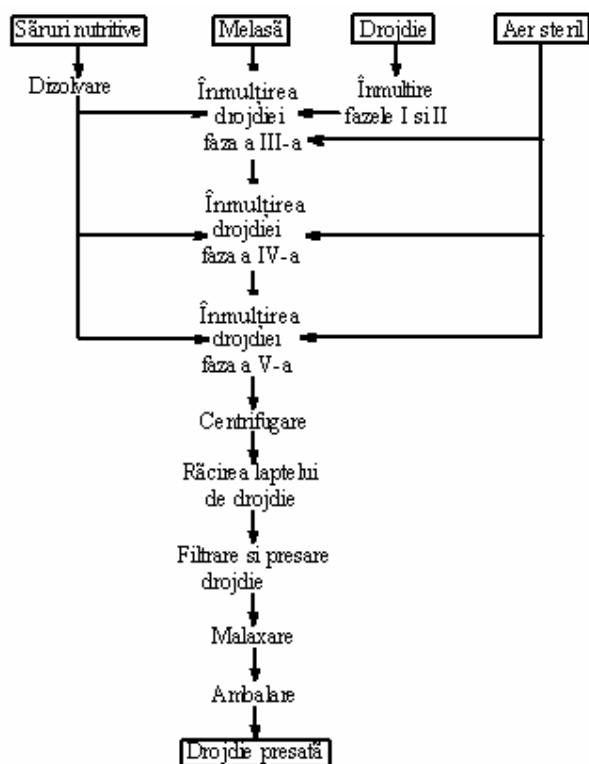 Săruri nutritive
Melasă
Drojdie
Aer steril
Dizolvare
Înmulțirea
drojdiei
faza a III-a
Înmultire
fazele I si II
Înmulțirea
drojdiei
faza a IV-a
Înmulțirea
drojdiei
faza a V-a
Centrifugare
Răcirea laptelui
de drojdie
Filtrare si presare
drojdie
Malaxare
Ambalare
Drojdie presată